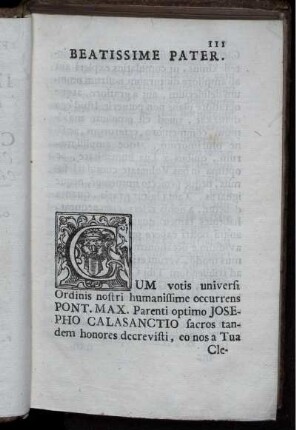 III
BEATISSIME PATER.
CUM votis universi
Ordinis noſtri humaniſſime occurrens
PONT. MAX. Parenti optimo JOSE-
PHO CALASANCTIO ſacros tan-
dem honores decreviſti, eo nos a Tua
Cle-